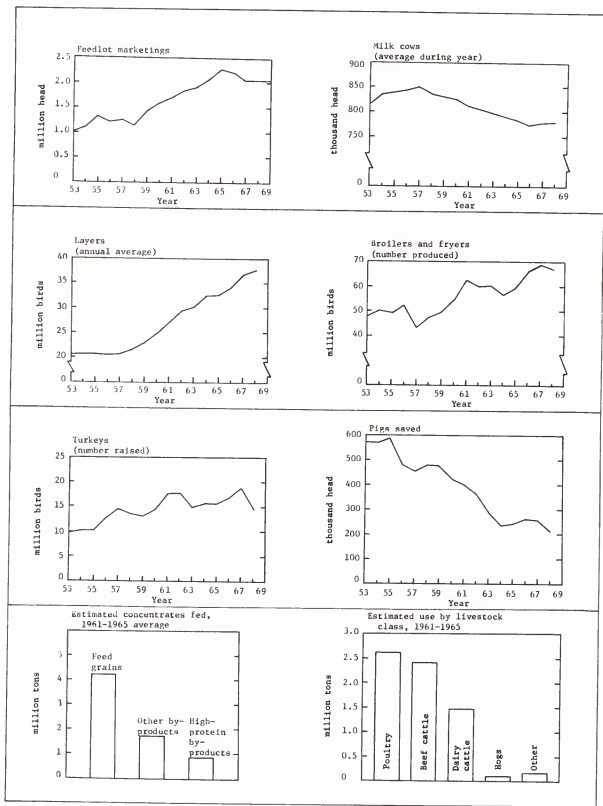 Feedlot marketings
million head
2.5
2.0
1.5
1.0
0.5
0
53 55 57 59 61 63 65 67 69
Year
Milk cows
(average during year)
thousand head
900
850
800
750
0
53 55 57 59 61 63 65 67 69
Year
Layers
(annual average)
million birds
40
35
30
25
20
0
53 55 57 59 61 63 65 67 69
Year
Broilers and fryers
(number produced)
million birds
70
60
50
40
0
53 55 57 59 61 63 65 67 69
Year
Turkeys
(number raised)
million birds
25
20
15
10
5
0
53 55 57 59 61 63 65 67 69
Year
Pigs saved
thousand head
600
500
400
300
200
100
0
53 55 57 59 61 63 65 67 69
Year
Estimated concentrates fed,
1961-1965 average
million tons
5
4
3
2
1
0
Feed
grains
Other by-
products
High-
protein
by-
products
Estimated use by livestock
class, 1961-1965
million tons
3.0
2.5
2.0
1.5
1.0
0.5
0
Poultry
Beef cattle
Dairy
cattle
Hogs
Other